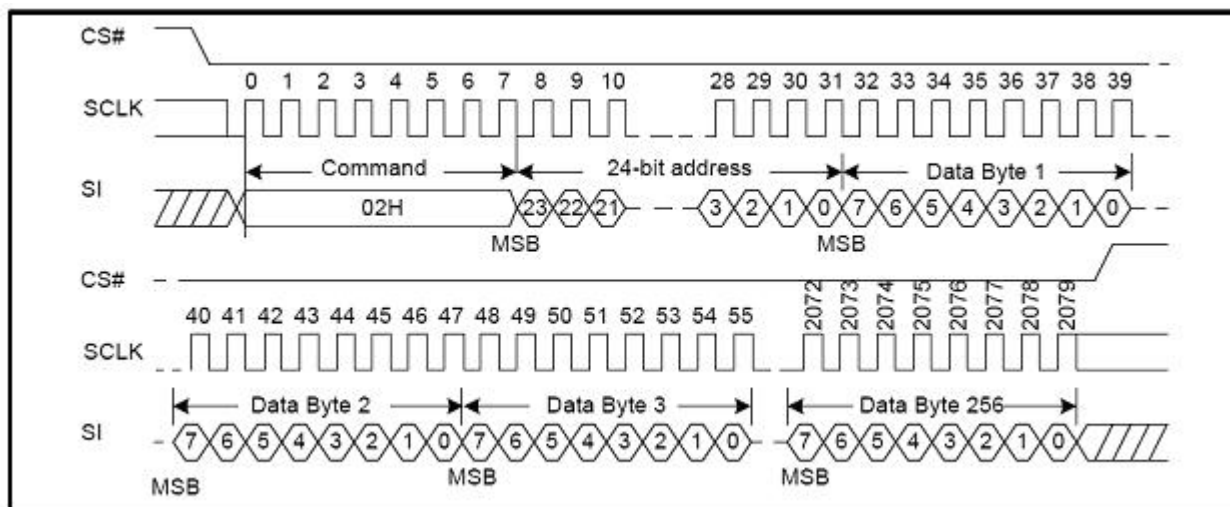 CS#
0 1 2 3 4 5 6 7 8 9 10 28 29 30 31 32 33 34 35 36 37 38 39
SCLK
Command 24-bit address Data Byte 1
SI 02H 23 22 21 3 2 1 0 7 6 5 4 3 2 1 0
MSB MSB
CS#
40 41 42 43 44 45 46 47 48 49 50 51 52 53 54 55 2072 2073 2074 2075 2076 2077 2078 2079
SCLK
Data Byte 2 Data Byte 3 Data Byte 256
SI 7 6 5 4 3 2 1 0 7 6 5 4 3 2 1 0 7 6 5 4 3 2 1 0
MSB MSB MSB